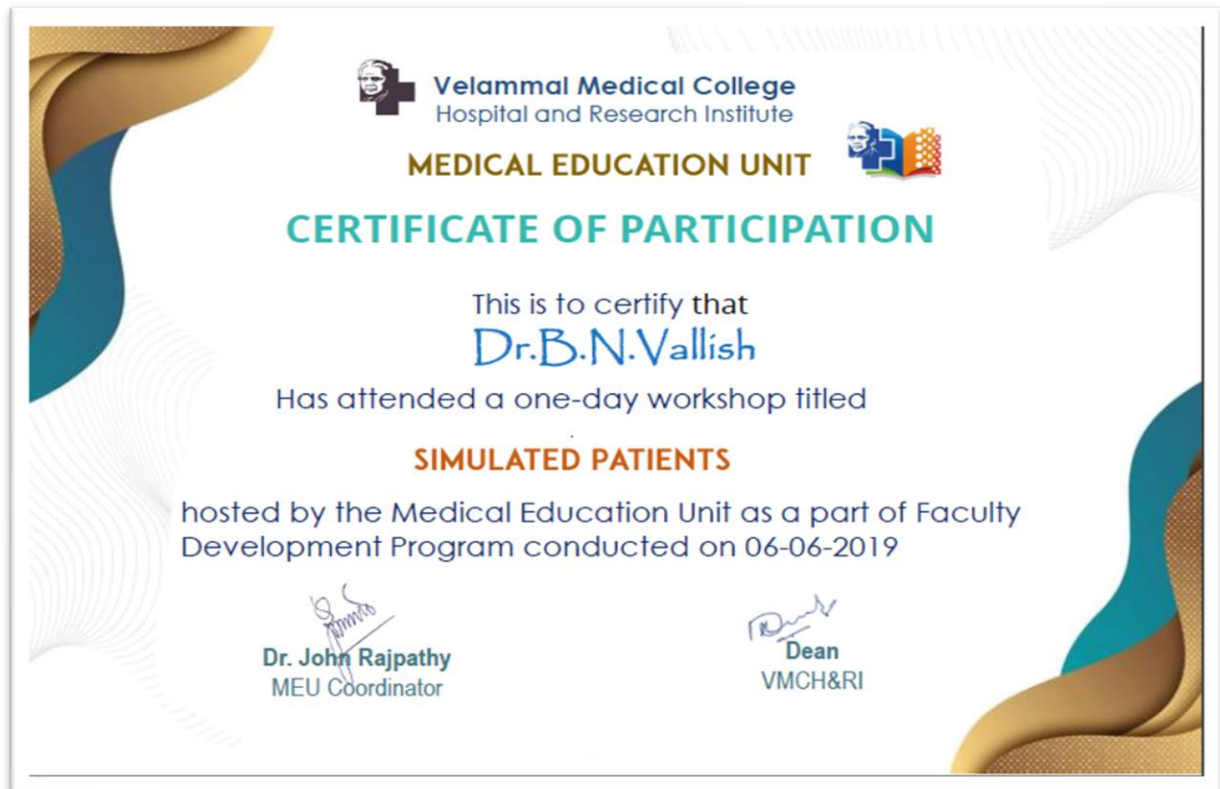 Velammal Medical College
Hospital and Research Institute
MEDICAL EDUCATION UNIT
CERTIFICATE OF PARTICIPATION
This is to certify that
Dr.B.N.Vallish
Has attended a one-day workshop titled
SIMULATED PATIENTS
hosted by the Medical Education Unit as a part of Faculty
Development Program conducted on 06-06-2019
Dr. John Rajpathy
MEU Coordinator
Dean
VMCH&RI